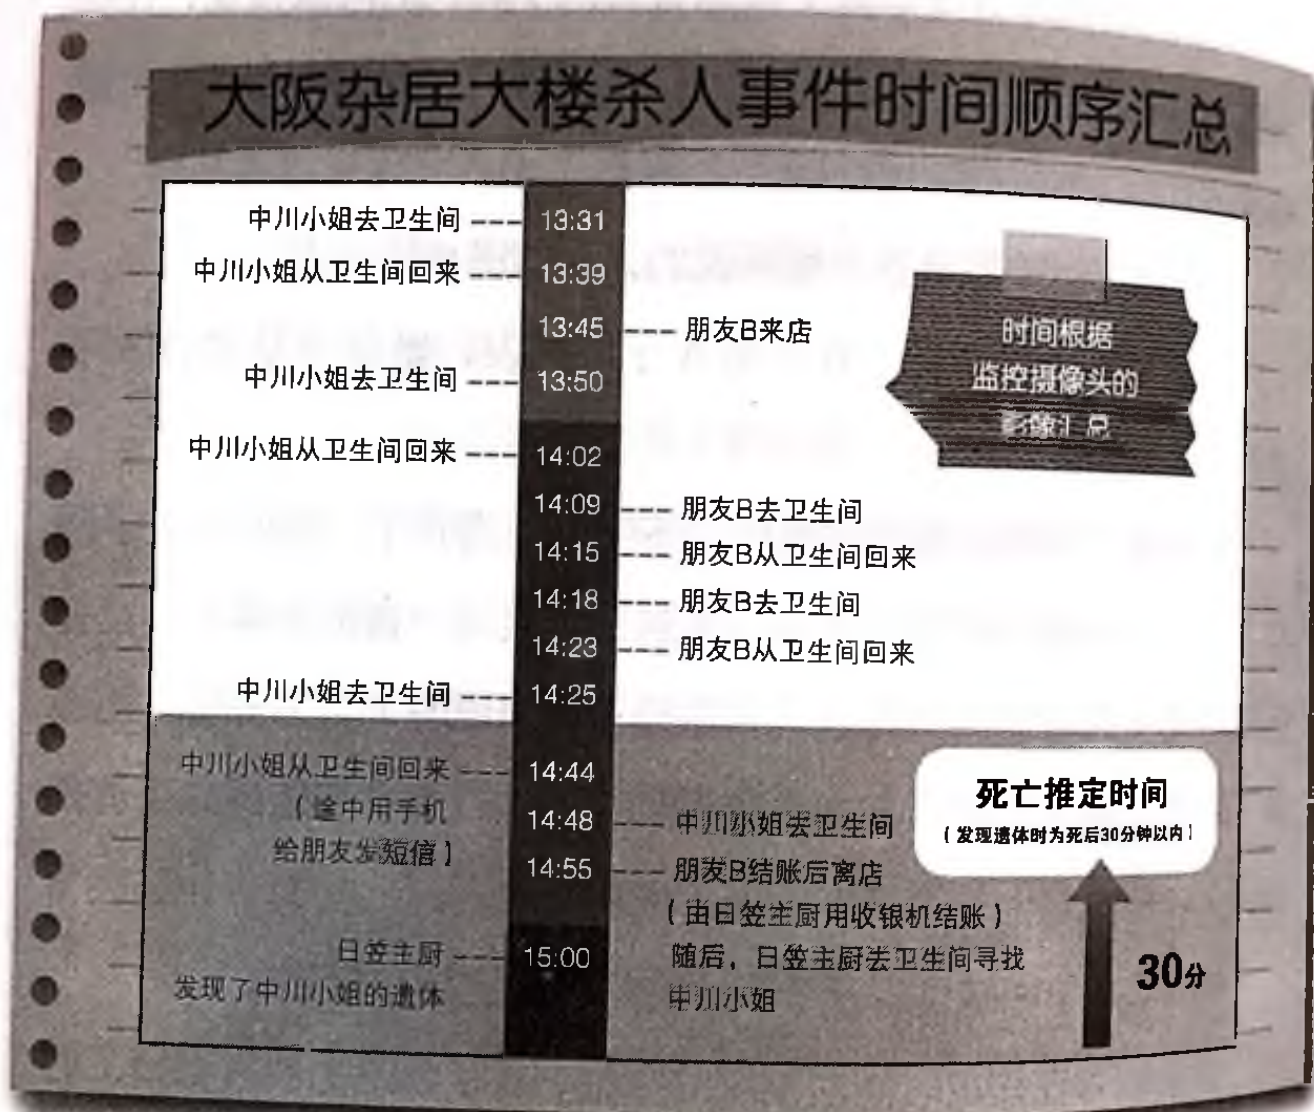 大阪杂居大楼杀人事件时间顺序汇总
中川小姐去卫生间 --- 13:31
中川小姐从卫生间回来 --- 13:39
13:45 --- 朋友B来店
中川小姐去卫生间 --- 13:50
时间根据
监控摄像头的
影像汇总
中川小姐从卫生间回来 --- 14:02
14:09 --- 朋友B去卫生间
14:15 --- 朋友B从卫生间回来
14:18 --- 朋友B去卫生间
14:23 --- 朋友B从卫生间回来
中川小姐去卫生间 --- 14:25
中川小姐从卫生间回来 --- 14:44
(途中用手机
给朋友发短信)
14:48 --- 中川小姐去卫生间
14:55 --- 朋友B结账后离店
(由日笠主厨用收银机结账)
随后，日笠主厨去卫生间寻找
中川小姐
日笠主厨 --- 15:00
发现了中川小姐的遗体
死亡推定时间
(发现遗体时为死后30分钟以内)
30分